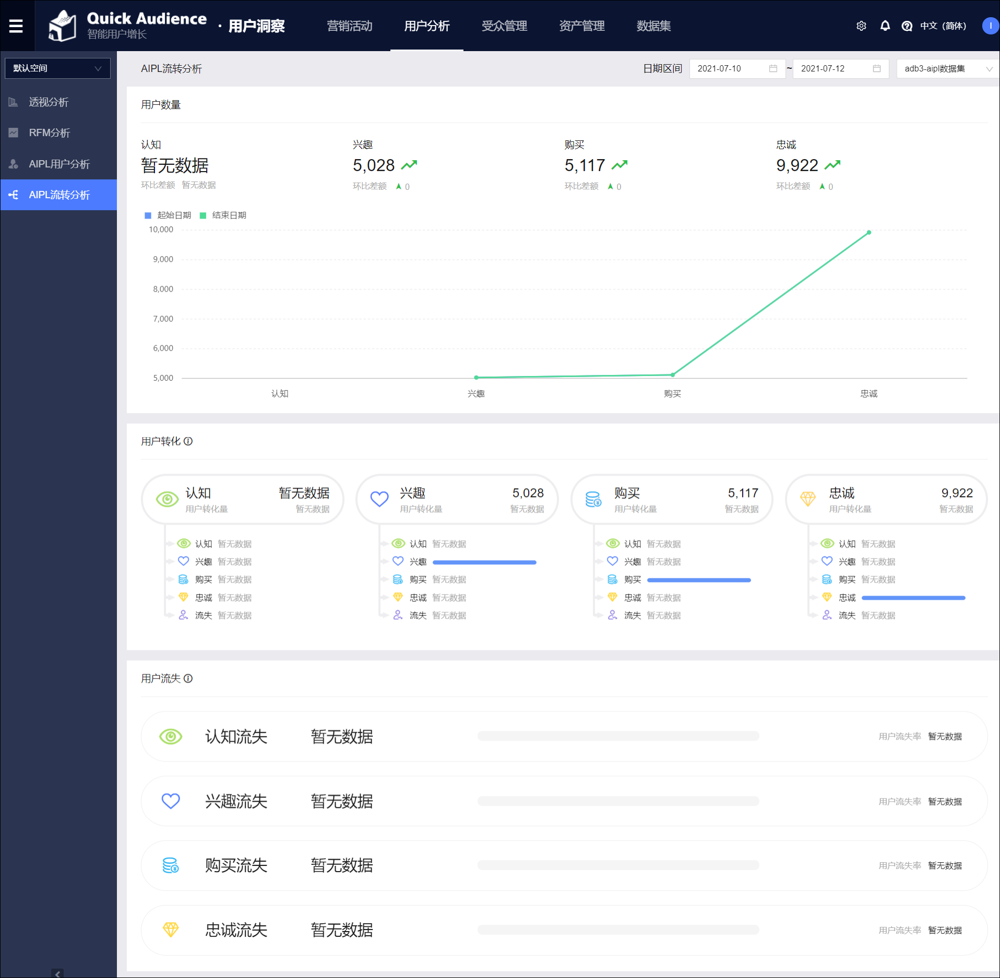 Quick Audience
智能用户增长
· 用户洞察
营销活动
用户分析
受众管理
资产管理
数据集
中文（简体）
I
默认空间
透视分析
RFM分析
AIPL用户分析
AIPL流转分析
AIPL流转分析
日期区间
2021-07-10
~
2021-07-12
adb3-aipl数据集
用户数量
认知
暂无数据
环比差额 暂无数据
兴趣
5,028
环比差额 0
购买
5,117
环比差额 0
忠诚
9,922
环比差额 0
起始日期 结束日期
10,000
9,000
8,000
7,000
6,000
5,000
认知 兴趣 购买 忠诚
用户转化
认知 暂无数据
用户转化量 暂无数据
认知 暂无数据
兴趣 暂无数据
购买 暂无数据
忠诚 暂无数据
流失 暂无数据
兴趣 5,028
用户转化量 暂无数据
认知 暂无数据
兴趣
购买 暂无数据
忠诚 暂无数据
流失 暂无数据
购买 5,117
用户转化量 暂无数据
认知 暂无数据
兴趣 暂无数据
购买
忠诚 暂无数据
流失 暂无数据
忠诚 9,922
用户转化量 暂无数据
认知 暂无数据
兴趣 暂无数据
购买 暂无数据
忠诚
流失 暂无数据
用户流失
认知流失 暂无数据 用户流失率 暂无数据
兴趣流失 暂无数据 用户流失率 暂无数据
购买流失 暂无数据 用户流失率 暂无数据
忠诚流失 暂无数据 用户流失率 暂无数据